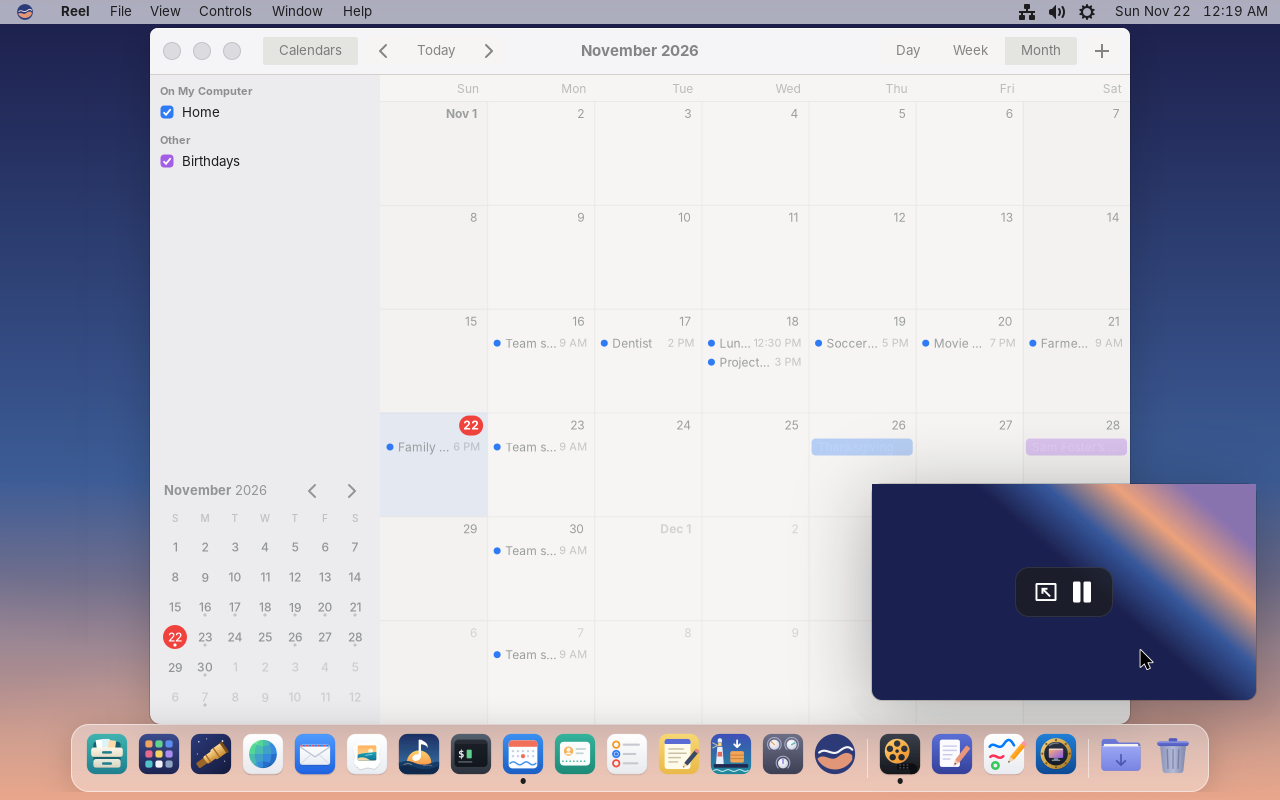 Reel File View Controls Window Help Sun Nov 22 12:19 AM
Calendars Today November 2026 Day Week Month
On My Computer
Home
Other
Birthdays
Sun Mon Tue Wed Thu Fri Sat
Nov 1 2 3 4 5 6 7
8 9 10 11 12 13 14
15 16 17 18 19 20 21
Team s... 9 AM Dentist 2 PM Lun... 12:30 PM Soccer... 5 PM Movie ... 7 PM Farme... 9 AM
Project... 3 PM
22 23 24 25 26 27 28
Family ... 6 PM Team s... 9 AM Thanksgiving
29 30 Dec 1 2
Team s... 9 AM
6 7 8 9
Team s... 9 AM
November 2026
S M T W T F S
1 2 3 4 5 6 7
8 9 10 11 12 13 14
15 16 17 18 19 20 21
22 23 24 25 26 27 28
29 30 1 2 3 4 5
6 7 8 9 10 11 12